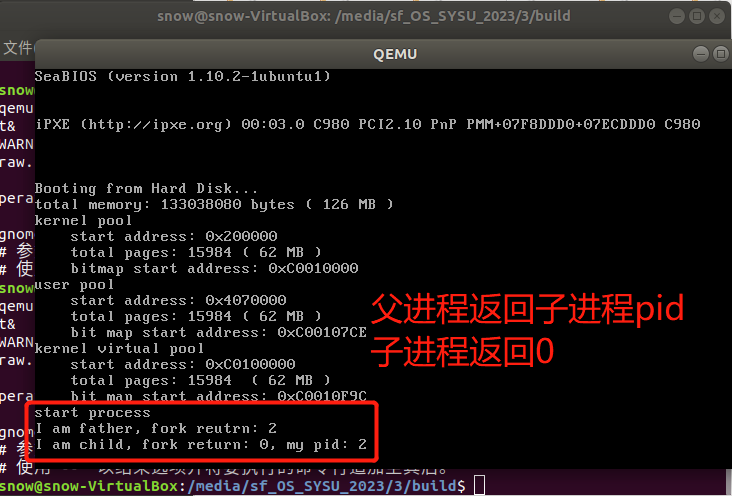 snow@snow-VirtualBox: /media/sf_OS_SYSU_2023/3/build
文件
QEMU
snow
qemu
t&
WARN
raw.
pera
gnom
# 参
# 使
snow
qemu
t&
WARN
raw.
pera
gnom
# 参
SeaBIOS (version 1.10.2-1ubuntu1)
iPXE (http://ipxe.org) 00:03.0 C980 PCI2.10 PnP PMM+07F8DDD0+07ECDDD0 C980
Booting from Hard Disk...
total memory: 133038080 bytes ( 126 MB )
kernel pool
start address: 0x200000
total pages: 15984 ( 62 MB )
bitmap start address: 0xC0010000
user pool
start address: 0x4070000
total pages: 15984 ( 62 MB )
bit map start address: 0xC00107CE
kernel virtual pool
start address: 0xC0100000
total pages: 15984 ( 62 MB )
bit map start address: 0xC0010F9C
start process
I am father, fork reutrn: 2
I am child, fork return: 0, my pid: 2
父进程返回子进程pid
子进程返回0
snow@snow-VirtualBox:/media/sf_OS_SYSU_2023/3/build$